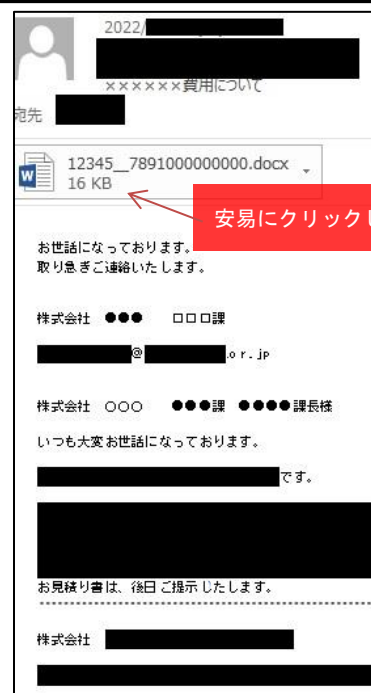 2022/
××××××費用について
宛先
12345__7891000000000.docx
16 KB
安易にクリックし
お世話になっております。
取り急ぎご連絡いたします。
株式会社 ●●● □□□課
@ .or.jp
株式会社 ○○○ ●●●課 ●●●●課長様
いつも大変お世話になっております。
です。
お見積り書は、後日ご提示したします。
株式会社